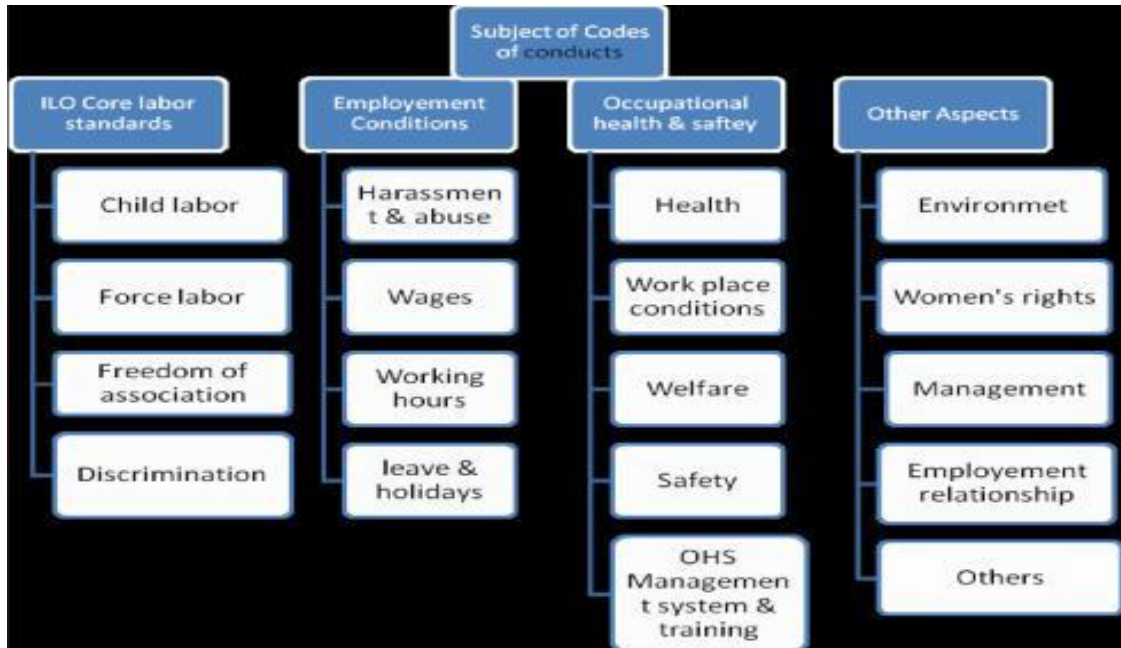 Subject of Codes
of conducts
ILO Core labor
standards
Child labor
Force labor
Freedom of
association
Discrimination
Employement
Conditions
Harassmen
t & abuse
Wages
Working
hours
leave &
holidays
Occupational
health & saftey
Health
Work place
conditions
Welfare
Safety
OHS
Managemen
t system &
training
Other Aspects
Environmet
Women's rights
Management
Employement
relationship
Others